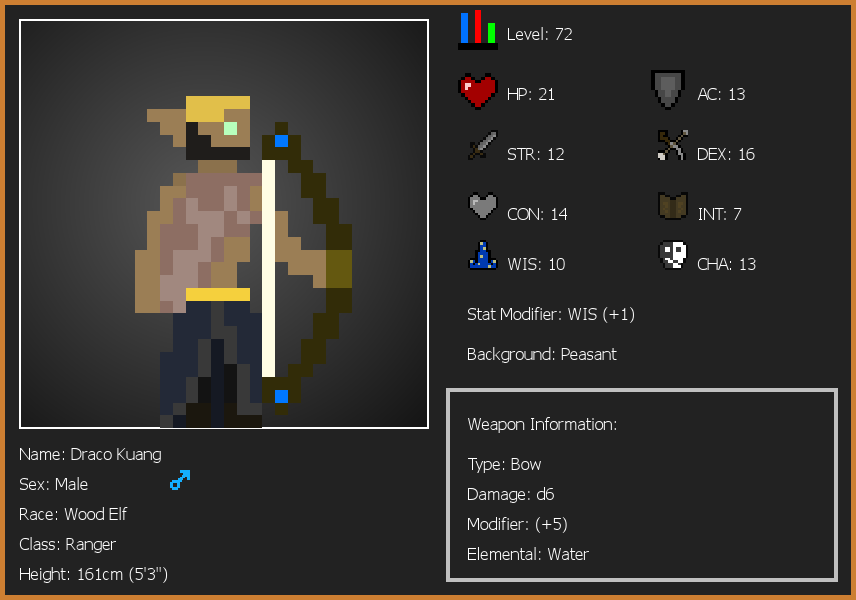 Level: 72
HP: 21
AC: 13
STR: 12
DEX: 16
CON: 14
INT: 7
WIS: 10
CHA: 13
Stat Modifier: WIS (+1)
Background: Peasant
Name: Draco Kuang
Sex: Male
Race: Wood Elf
Class: Ranger
Height: 161cm (5'3")
Weapon Information:
Type: Bow
Damage: d6
Modifier: (+5)
Elemental: Water